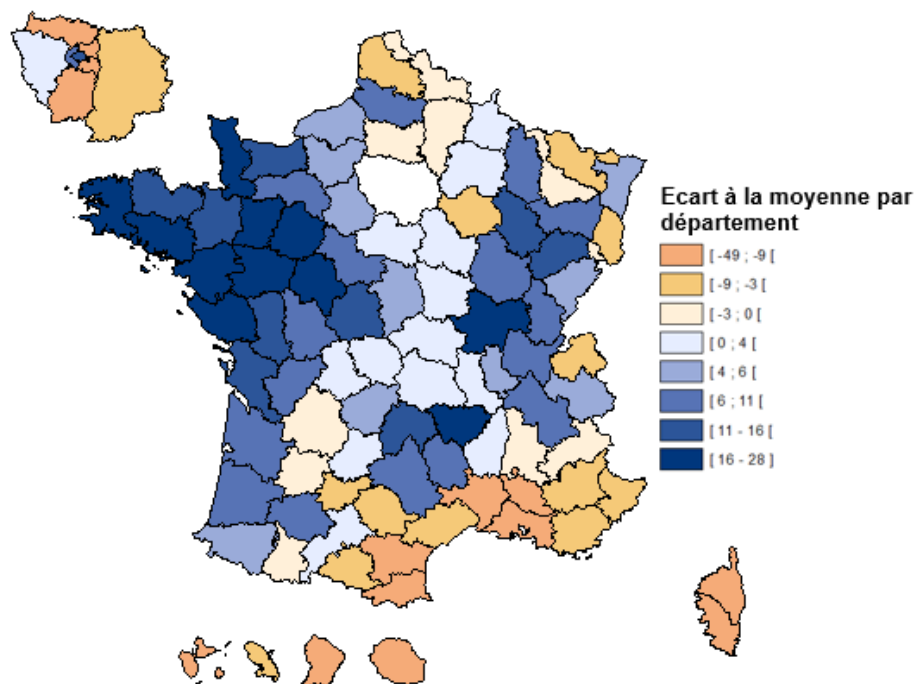 Ecart à la moyenne par
département
[ -49 ; -9 [
[ -9 ; -3 [
[ -3 ; 0 [
[ 0 ; 4 [
[ 4 ; 6 [
[ 6 ; 11 [
[ 11 - 16 [
[ 16 - 28 ]